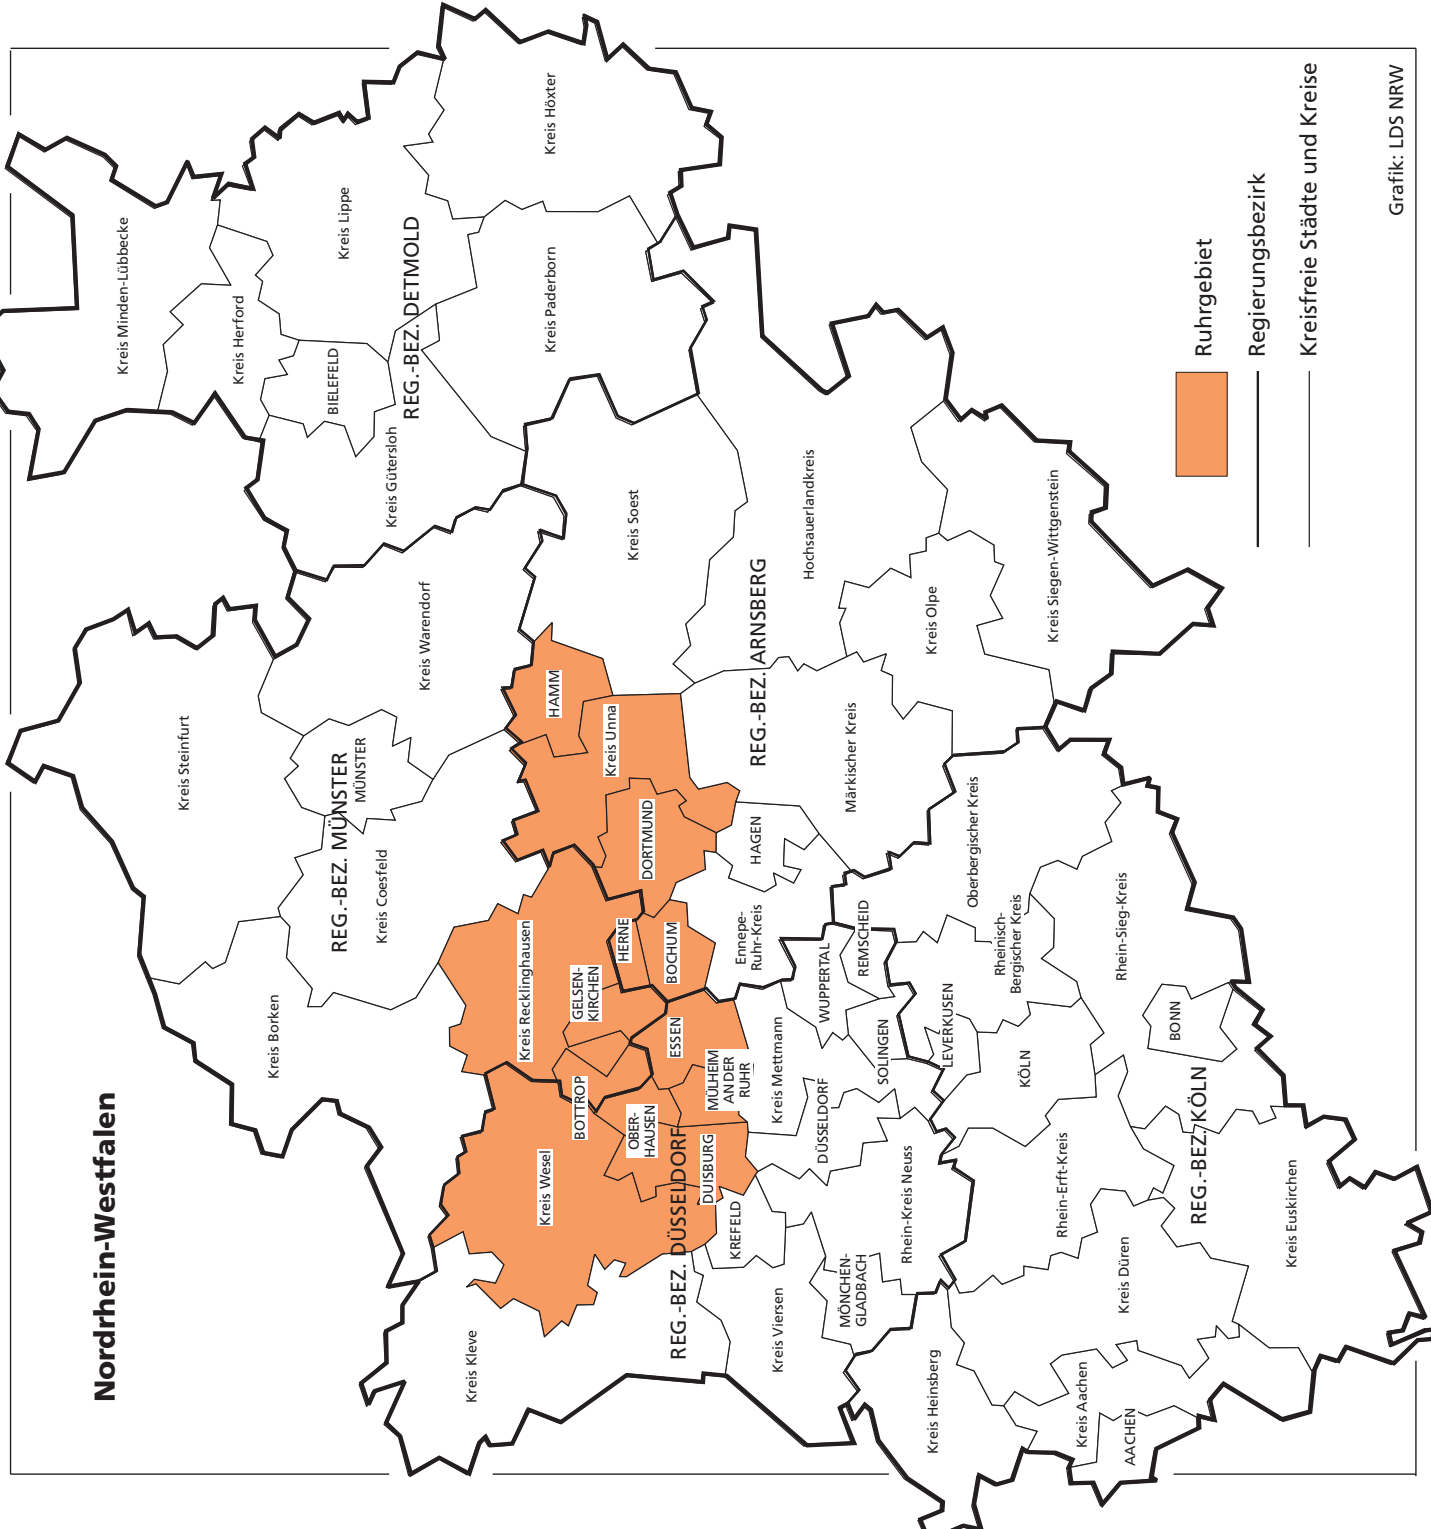 Nordrhein-Westfalen
Kreis Minden-Lübbecke
Kreis Steinfurt
Kreis Herford
Kreis Borken
BIELEFELD
Kreis Lippe
REG.-BEZ. MÜNSTER
MÜNSTER
Kreis Coesfeld
Kreis Gütersloh
REG.-BEZ. DETMOLD
Kreis Warendorf
Kreis Kleve
Kreis Recklinghausen
Kreis Wesel
HAMM
Kreis Paderborn
Kreis Höxter
BOTTROP
GELSEN-
KIRCHEN
HERNE
Kreis Unna
Kreis Soest
OBER-
HAUSEN
DORTMUND
ESSEN
BOCHUM
REG.-BEZ. DÜSSELDORF
DUISBURG
MÜLHEIM
AN DER
RUHR
KREFELD
Ennepe-
Ruhr-Kreis
HAGEN
REG.-BEZ. ARNSBERG
Kreis Viersen
Kreis Mettmann
Hochsauerlandkreis
DÜSSELDORF
WUPPERTAL
MÖNCHEN-
GLADBACH
REMSCHEID
Märkischer Kreis
SOLINGEN
Rhein-Kreis Neuss
Kreis Olpe
Kreis Heinsberg
LEVERKUSEN
Oberbergischer Kreis
Rheinisch-
Bergischer Kreis
KÖLN
Kreis Siegen-Wittgenstein
Rhein-Erft-Kreis
Kreis Aachen
AACHEN
Kreis Düren
Rhein-Sieg-Kreis
BONN
REG.-BEZ. KÖLN
Kreis Euskirchen
Ruhrgebiet
Regierungsbezirk
Kreisfreie Städte und Kreise
Grafik: LDS NRW